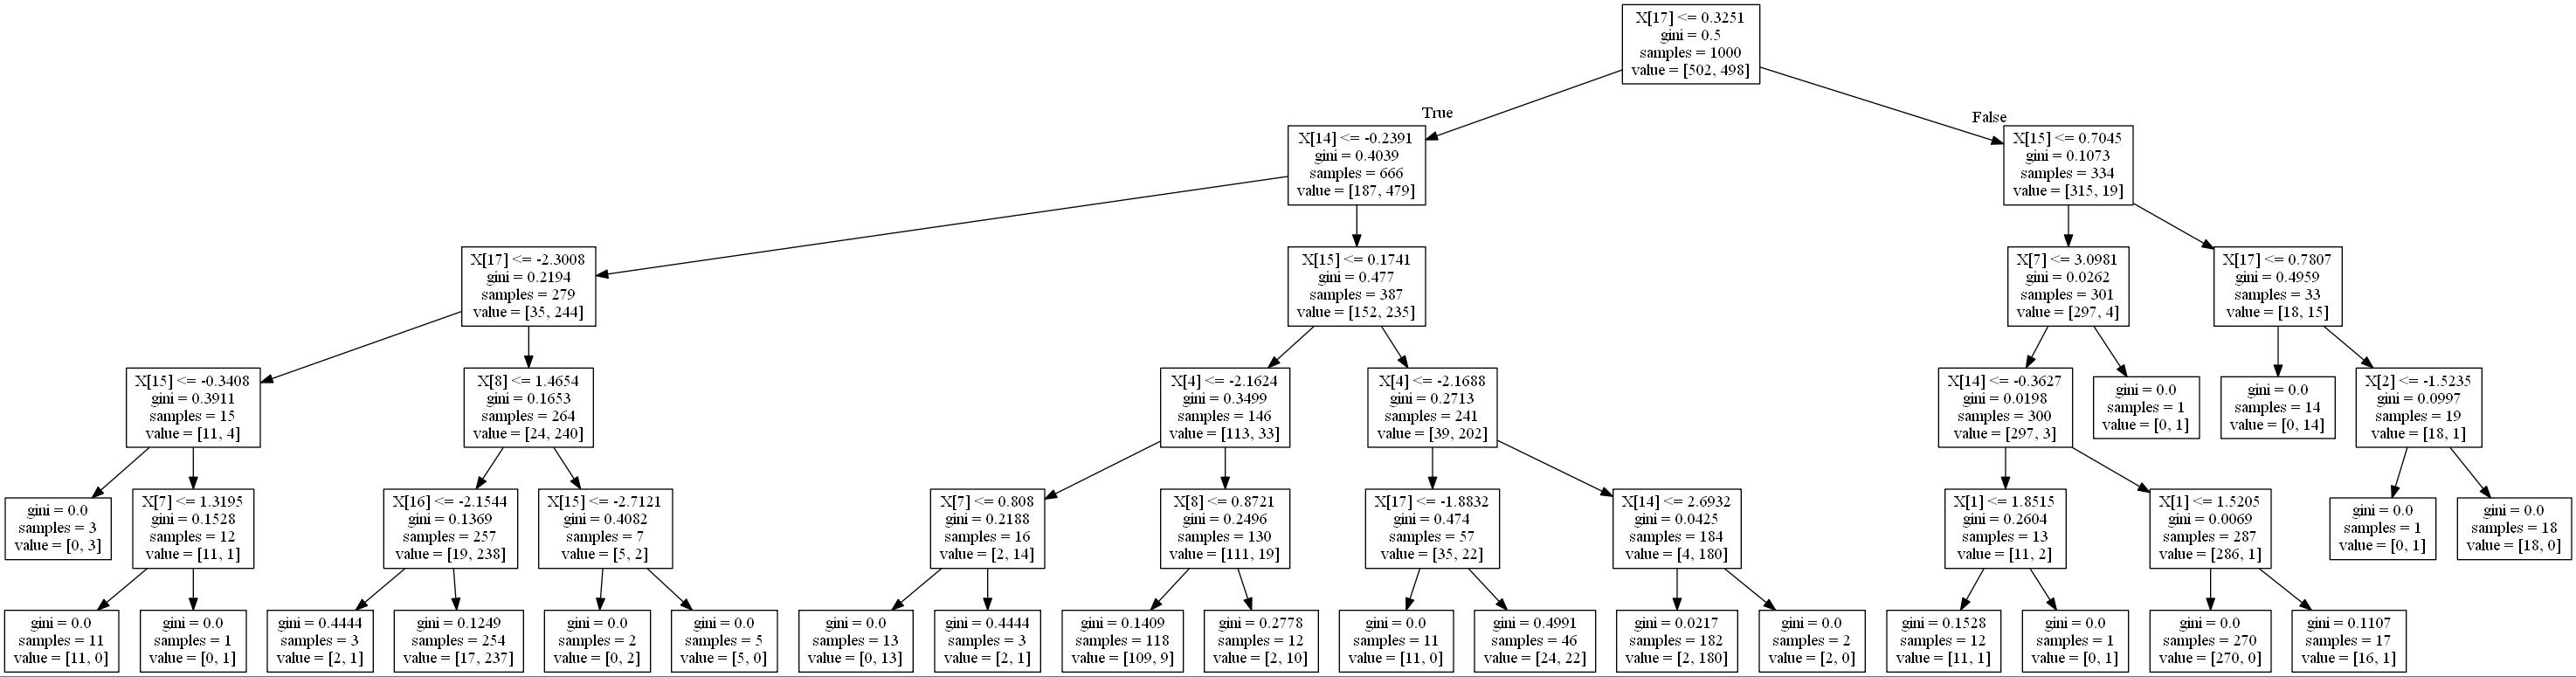 X[17] <= 0.3251
gini = 0.5
samples = 1000
value = [502, 498]
True
False
X[14] <= -0.2391
gini = 0.4039
samples = 666
value = [187, 479]
X[15] <= 0.7045
gini = 0.1073
samples = 334
value = [315, 19]
X[17] <= -2.3008
gini = 0.2194
samples = 279
value = [35, 244]
X[15] <= 0.1741
gini = 0.477
samples = 387
value = [152, 235]
X[7] <= 3.0981
gini = 0.0262
samples = 301
value = [297, 4]
X[17] <= 0.7807
gini = 0.4959
samples = 33
value = [18, 15]
X[15] <= -0.3408
gini = 0.3911
samples = 15
value = [11, 4]
X[8] <= 1.4654
gini = 0.1653
samples = 264
value = [24, 240]
X[4] <= -2.1624
gini = 0.3499
samples = 146
value = [113, 33]
X[4] <= -2.1688
gini = 0.2713
samples = 241
value = [39, 202]
X[14] <= -0.3627
gini = 0.0198
samples = 300
value = [297, 3]
gini = 0.0
samples = 1
value = [0, 1]
gini = 0.0
samples = 14
value = [0, 14]
X[2] <= -1.5235
gini = 0.0997
samples = 19
value = [18, 1]
gini = 0.0
samples = 3
value = [0, 3]
X[7] <= 1.3195
gini = 0.1528
samples = 12
value = [11, 1]
X[16] <= -2.1544
gini = 0.1369
samples = 257
value = [19, 238]
X[15] <= -2.7121
gini = 0.4082
samples = 7
value = [5, 2]
X[7] <= 0.808
gini = 0.2188
samples = 16
value = [2, 14]
X[8] <= 0.8721
gini = 0.2496
samples = 130
value = [111, 19]
X[17] <= -1.8832
gini = 0.474
samples = 57
value = [35, 22]
X[14] <= 2.6932
gini = 0.0425
samples = 184
value = [4, 180]
X[1] <= 1.8515
gini = 0.2604
samples = 13
value = [11, 2]
X[1] <= 1.5205
gini = 0.0069
samples = 287
value = [286, 1]
gini = 0.0
samples = 1
value = [0, 1]
gini = 0.0
samples = 18
value = [18, 0]
gini = 0.0
samples = 11
value = [11, 0]
gini = 0.0
samples = 1
value = [0, 1]
gini = 0.4444
samples = 3
value = [2, 1]
gini = 0.1249
samples = 254
value = [17, 237]
gini = 0.0
samples = 2
value = [0, 2]
gini = 0.0
samples = 5
value = [5, 0]
gini = 0.0
samples = 13
value = [0, 13]
gini = 0.4444
samples = 3
value = [2, 1]
gini = 0.1409
samples = 118
value = [109, 9]
gini = 0.2778
samples = 12
value = [2, 10]
gini = 0.0
samples = 11
value = [11, 0]
gini = 0.4991
samples = 46
value = [24, 22]
gini = 0.0217
samples = 182
value = [2, 180]
gini = 0.0
samples = 2
value = [2, 0]
gini = 0.1528
samples = 12
value = [11, 1]
gini = 0.0
samples = 1
value = [0, 1]
gini = 0.0
samples = 270
value = [270, 0]
gini = 0.1107
samples = 17
value = [16, 1]